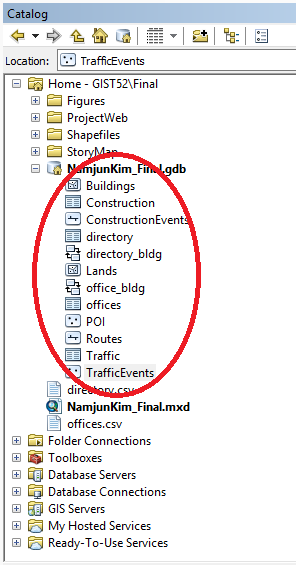 Catalog
Location: TrafficEvents
Home - GIST52\Final
Figures
ProjectWeb
Shapefiles
StoryMap
NamjunKim_Final.gdb
Buildings
Construction
ConstructionEvents
directory
directory_bldg
Lands
office_bldg
offices
POI
Routes
Traffic
TrafficEvents
directory.csv
NamjunKim_Final.mxd
offices.csv
Folder Connections
Toolboxes
Database Servers
Database Connections
GIS Servers
My Hosted Services
Ready-To-Use Services